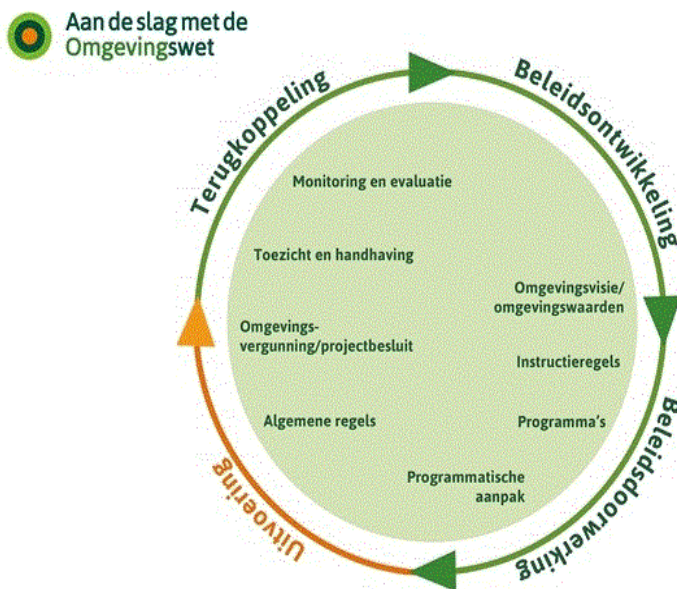 Aan de slag met de
Omgevingswet
Terugkoppeling
Beleidsontwikkeling
Monitoring en evaluatie
Toezicht en handhaving
Omgevingsvisie/
omgevingswaarden
Omgevings-
vergunning/projectbesluit
Instructieregels
Algemene regels
Programma's
Programmatische
aanpak
Uitvoering
Beleidsdoorwerking